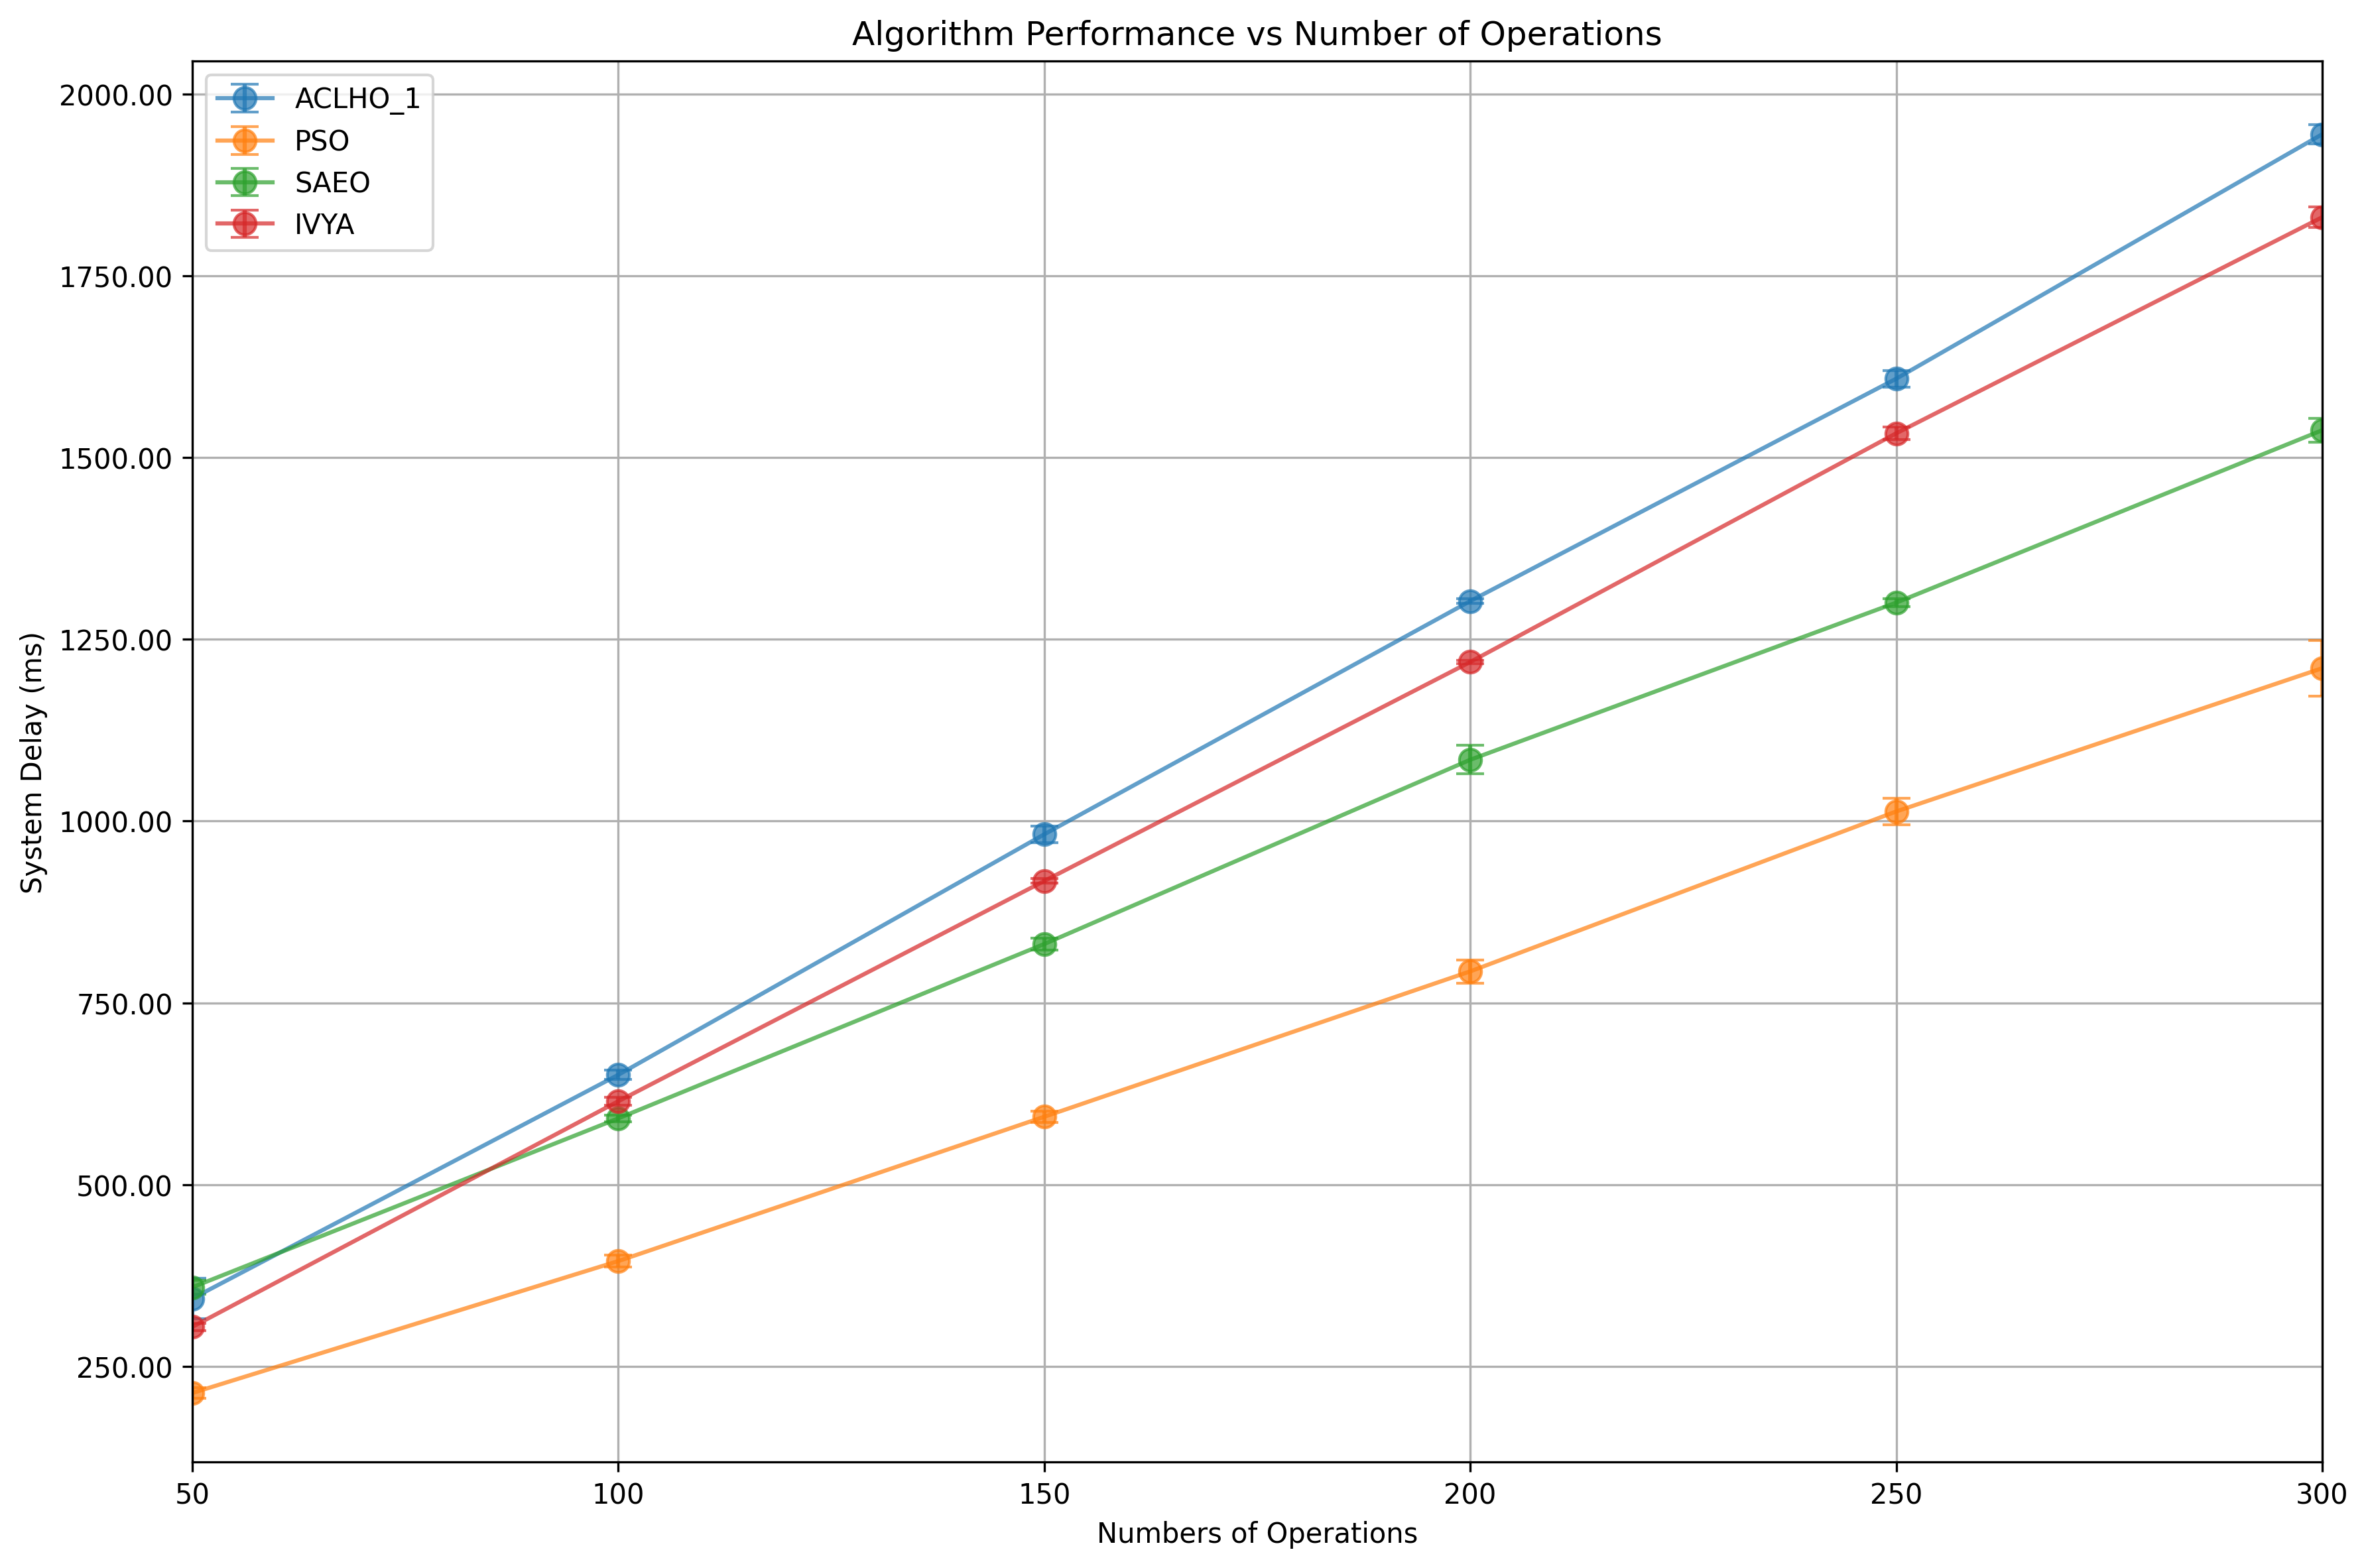 Algorithm Performance vs Number of Operations
ACLHO_1
PSO
SAEO
IVYA
2000.00
1750.00
1500.00
1250.00
1000.00
750.00
500.00
250.00
System Delay (ms)
50 100 150 200 250 300
Numbers of Operations